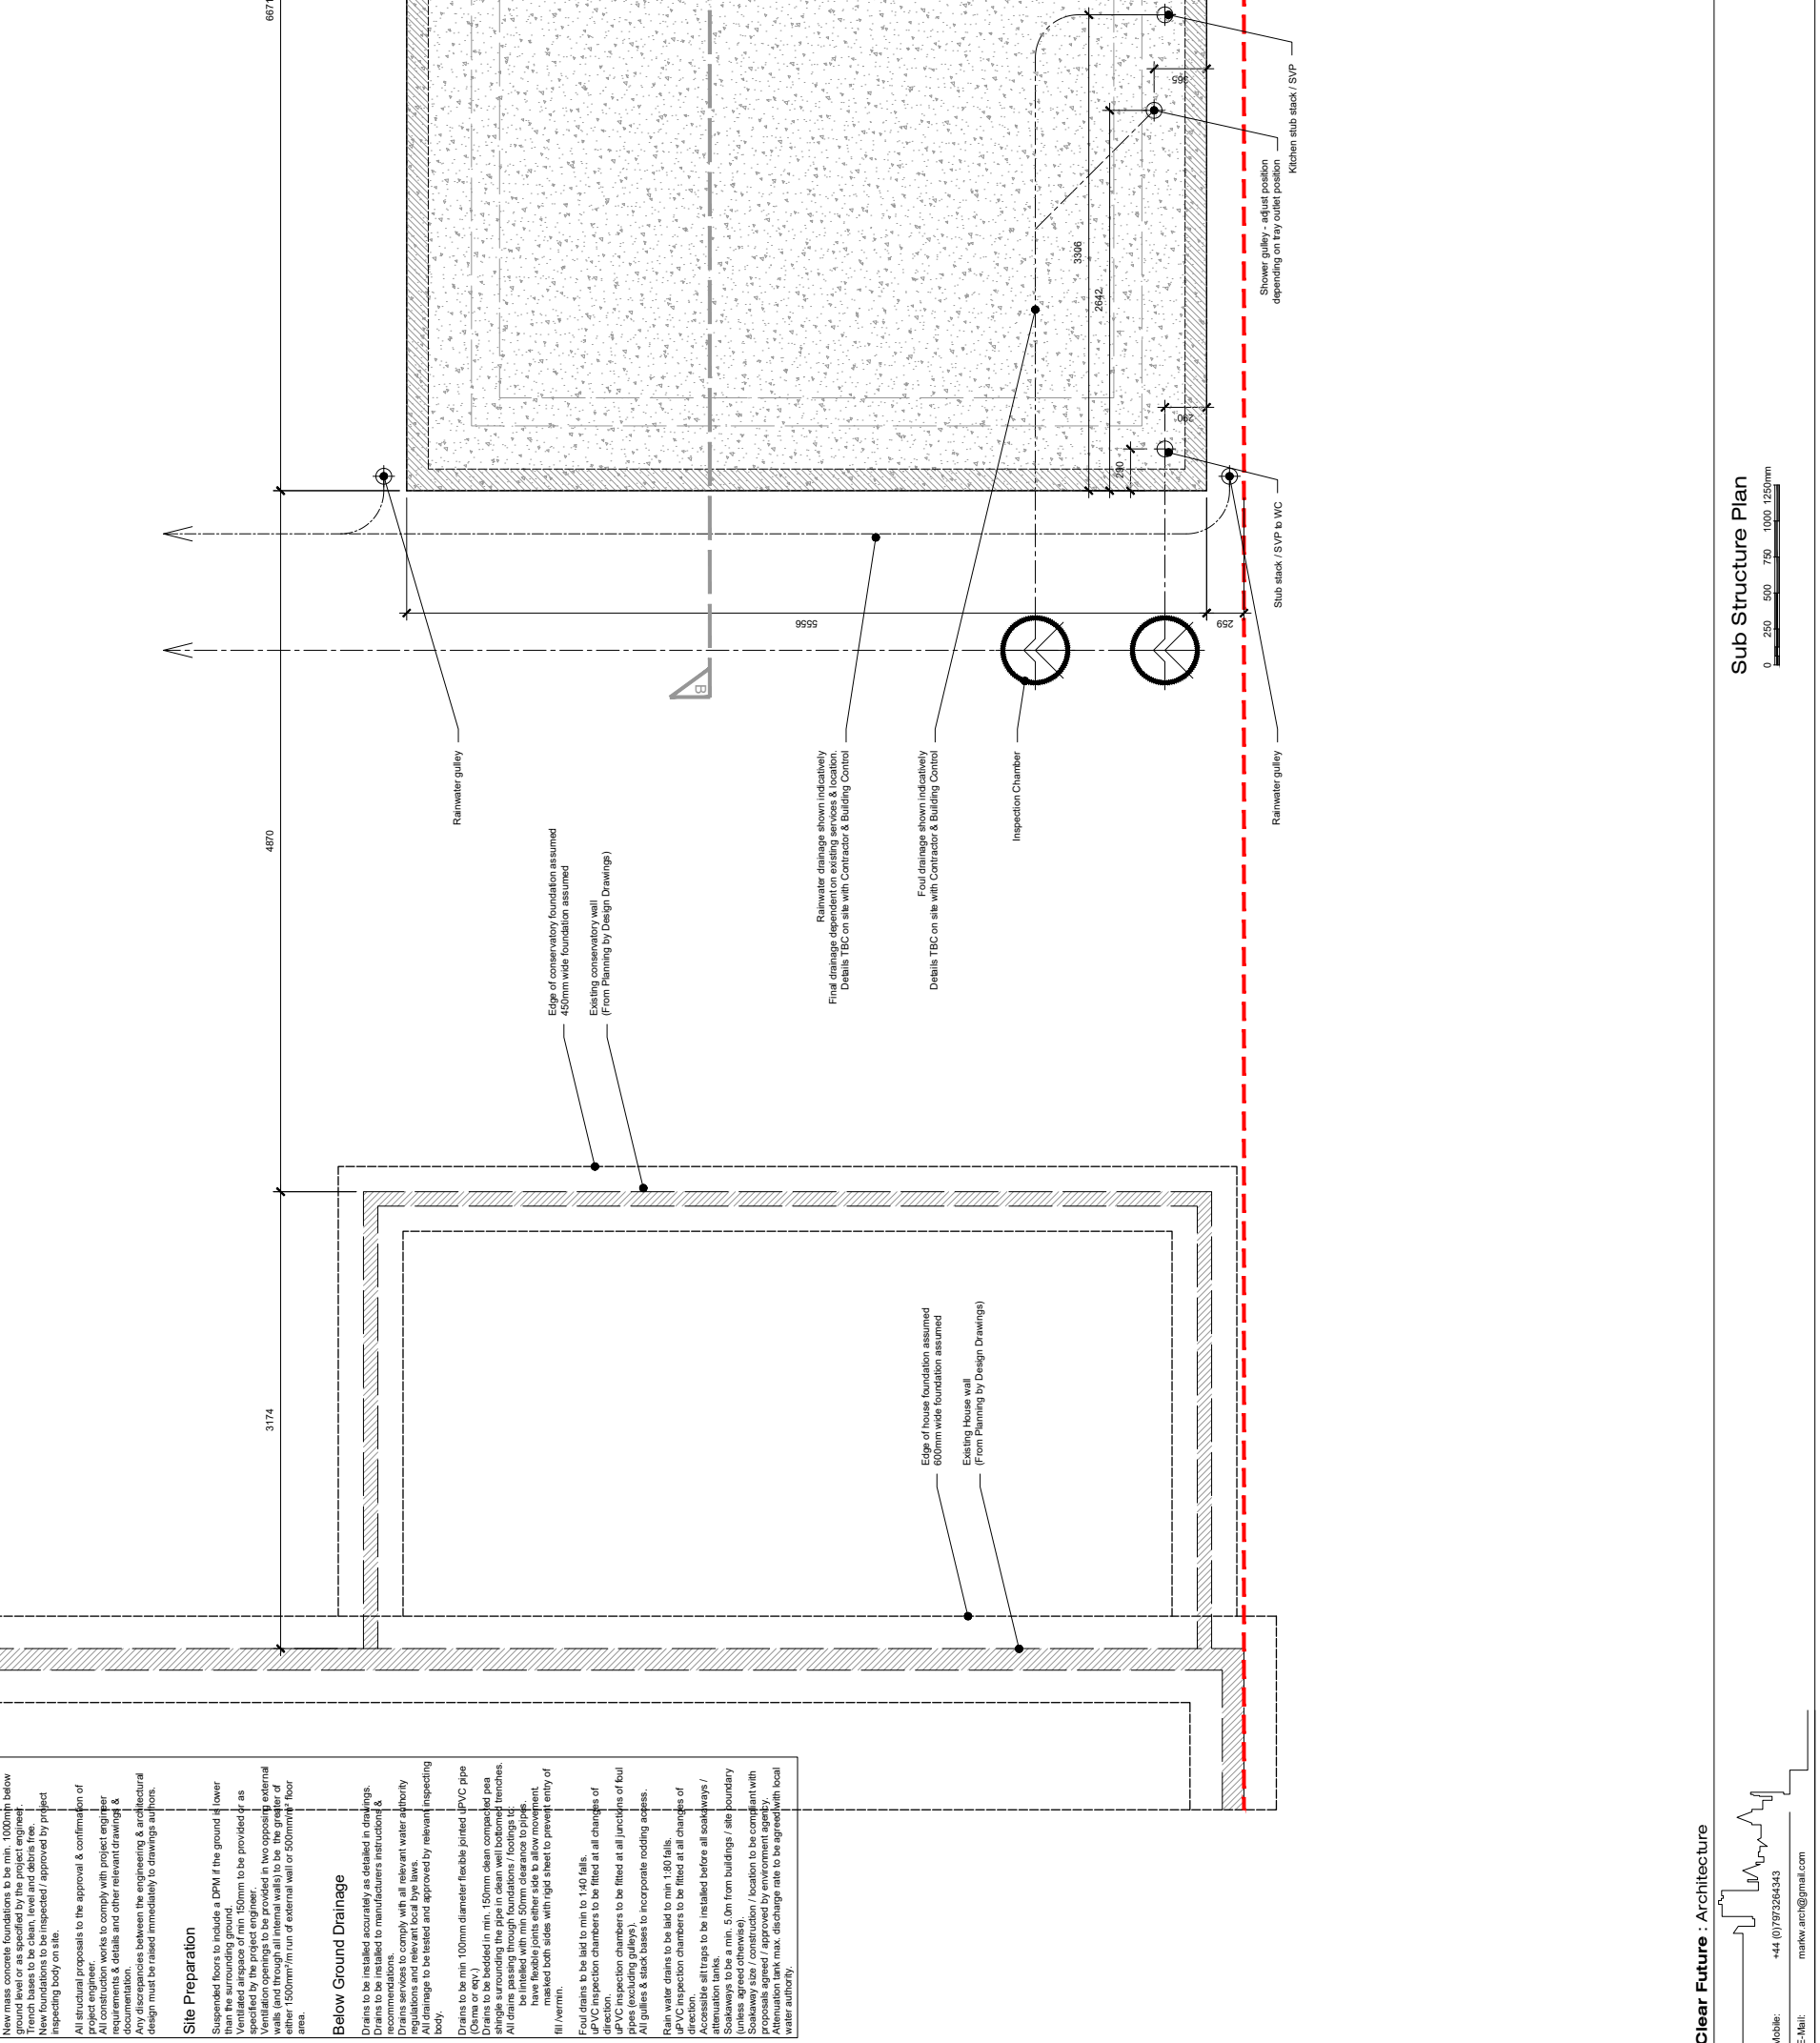 New mass concrete foundations to be min. 1000mm below
ground level or as specified by the project engineer.
Trench bases to be clean, level and debris free.
New foundations to be inspected / approved by project
inspecting body on site.
All structural proposals to the approval & confirmation of
project engineer.
All construction works to comply with project engineer
requirements & details and other relevant drawings &
documentation.
Any discrepancies between the engineering & architectural
design must be raised immediately to drawings authors.
Site Preparation
Suspended floors to include a DPM if the ground is lower
than the surrounding ground.
Ventilated airspace of min 150mm to be provided or as
specified by the project engineer.
Ventilation openings to be provided in two opposing external
walls (and through all internal walls) to be the greater of
either 1500mm²/m run of external wall or 500mm²/m² floor
area.
Below Ground Drainage
Drains to be installed accurately as detailed in drawings.
Drains to be installed to manufacturers instructions &
recommendations.
Drains services to comply with all relevant water authority
regulations and relevant local bye laws.
All drainage to be tested and approved by relevant inspecting
body.
Drains to be min 100mm diameter flexible jointed uPVC pipe
(Osma or eqv.)
Drains to be bedded in min. 150mm clean compacted pea
shingle surrounding the pipe in clean well bottomed trenches.
All drains passing through foundations / footings to:
be lintelled with min 50mm clearance to pipes.
have flexible joints either side to allow movement.
masked both sides with rigid sheet to prevent entry of
fill /vermin.
Foul drains to be laid to min to 1:40 falls.
uPVC inspection chambers to be fitted at all changes of
direction.
uPVC inspection chambers to be fitted at all junctions of foul
pipes (excluding gulleys).
All gullies & stack bases to incorporate rodding access.
Rain water drains to be laid to min 1:80 falls.
uPVC inspection chambers to be fitted at all changes of
direction.
Accessible silt traps to be installed before all soakaways /
attenuation tanks.
Soakaways to be a min. 5.0m from buildings / site boundary
(unless agreed otherwise).
Soakaway size / construction / location to be compliant with
proposals agreed / approved by environment agency.
Attenuation tank max. discharge rate to be agreed with local
water authority.
3174
4870
6671
Edge of house foundation assumed
600mm wide foundation assumed
Existing House wall
(From Planning by Design Drawings)
Edge of conservatory foundation assumed
450mm wide foundation assumed
Existing conservatory wall
(From Planning by Design Drawings)
Rainwater gulley
Rainwater drainage shown indicatively
Final drainage dependent on existing services & location.
Details TBC on site with Contractor & Building Control
Foul drainage shown indicatively
Details TBC on site with Contractor & Building Control
Inspection Chamber
Rainwater gulley
B
5556
259
Stub stack / SVP to WC
290
290
2642
3306
365
Shower gulley - adjust position
depending on tray outlet position
Kitchen stub stack / SVP
Sub Structure Plan
0 250 500 750 1000 1250mm
Clear Future : Architecture
Mobile: +44 (0)7973264343
E-Mail: markw.arch@gmail.com